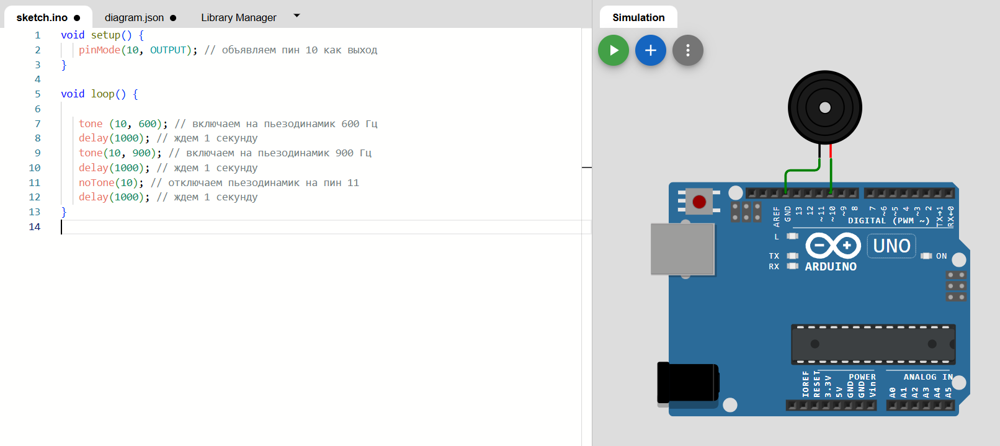 sketch.ino ● diagram.json ● Library Manager
1 void setup() {
2 pinMode(10, OUTPUT); // объявляем пин 10 как выход
3 }
4
5 void loop() {
6
7 tone (10, 600); // включаем на пьезодинамик 600 Гц
8 delay(1000); // ждем 1 секунду
9 tone(10, 900); // включаем на пьезодинамик 900 Гц
10 delay(1000); // ждем 1 секунду
11 noTone(10); // отключаем пьезодинамик на пин 11
12 delay(1000); // ждем 1 секунду
13 }
14
Simulation
AREF GND 13 12 ~11 ~10 ~9 8 7 ~6 ~5 4 ~3 2 TX→1 RX←0
DIGITAL (PWM ~)
L
TX
RX
ARDUINO
UNO
ON
POWER
ANALOG IN
IOREF RESET 3.3V 5V GND GND Vin A0 A1 A2 A3 A4 A5